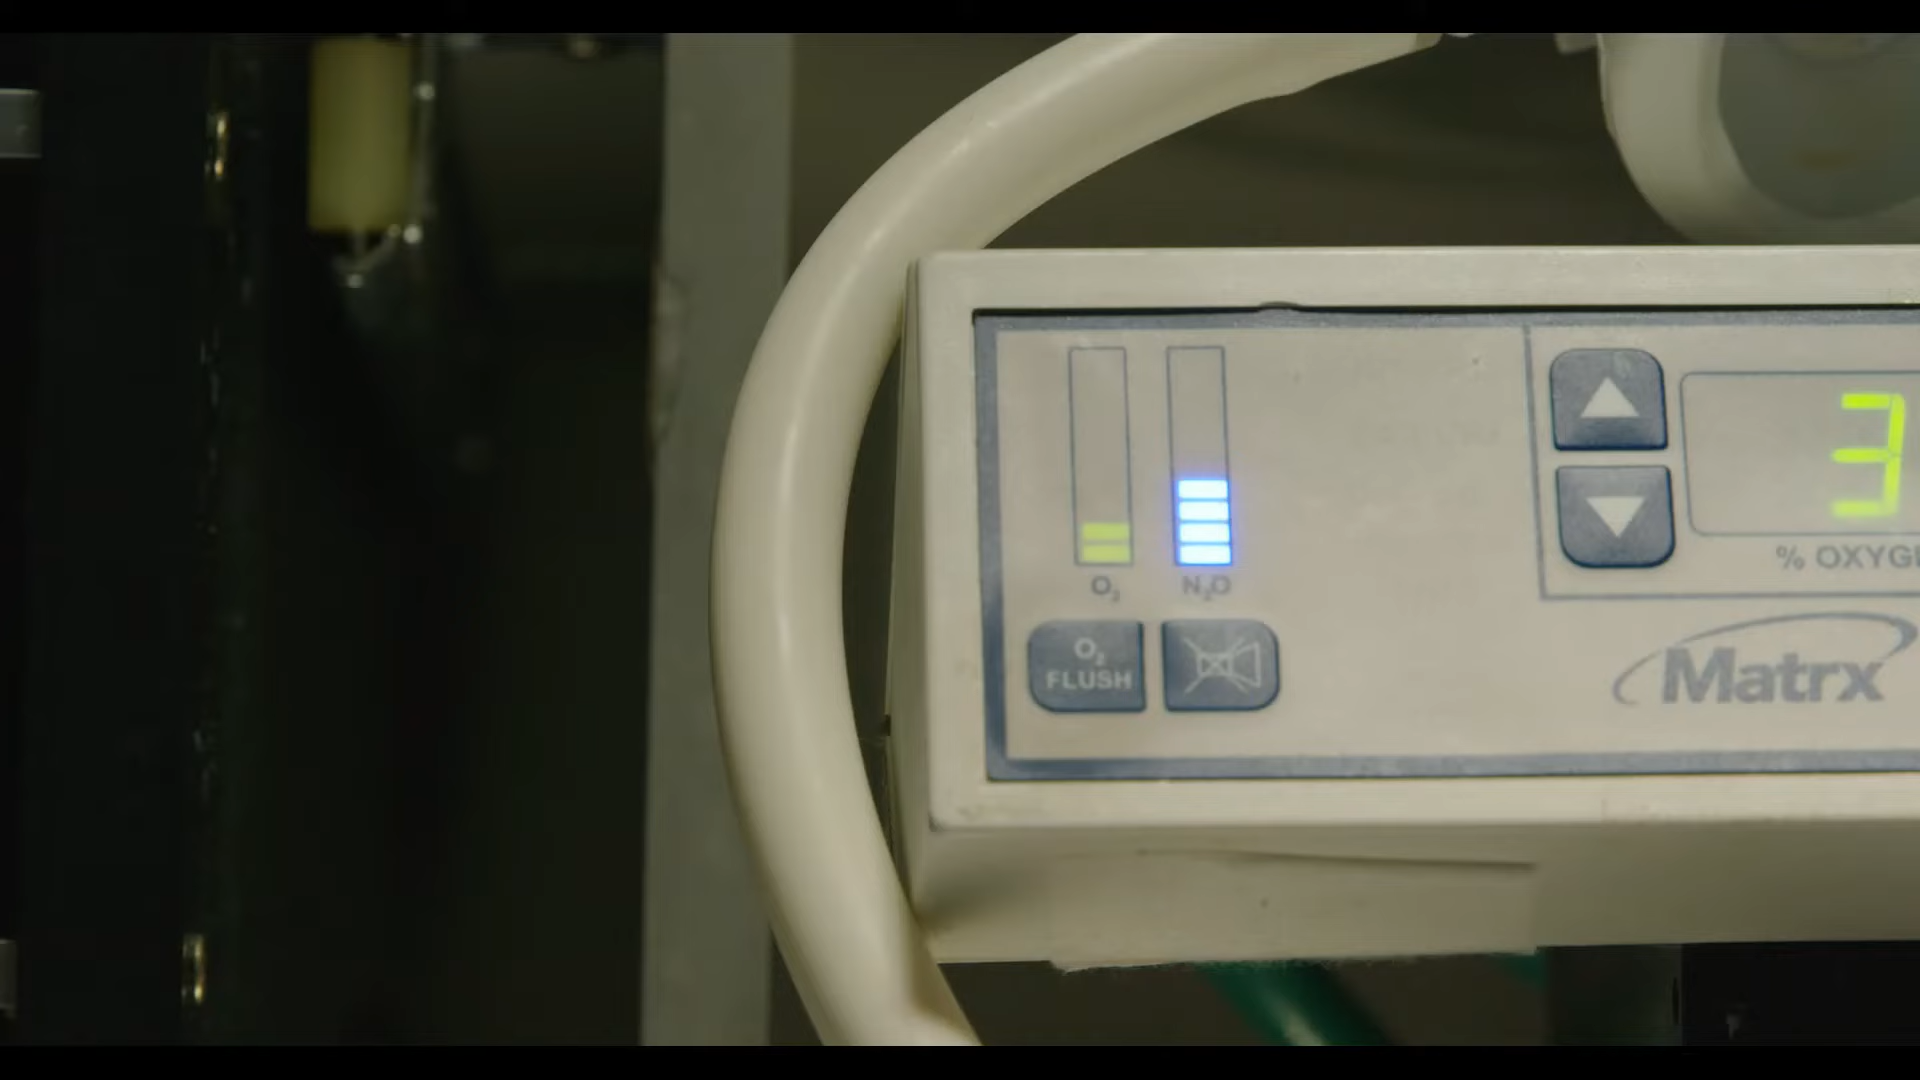 3
% OXYG
O₂
N₂O
O₂
FLUSH
Matrx